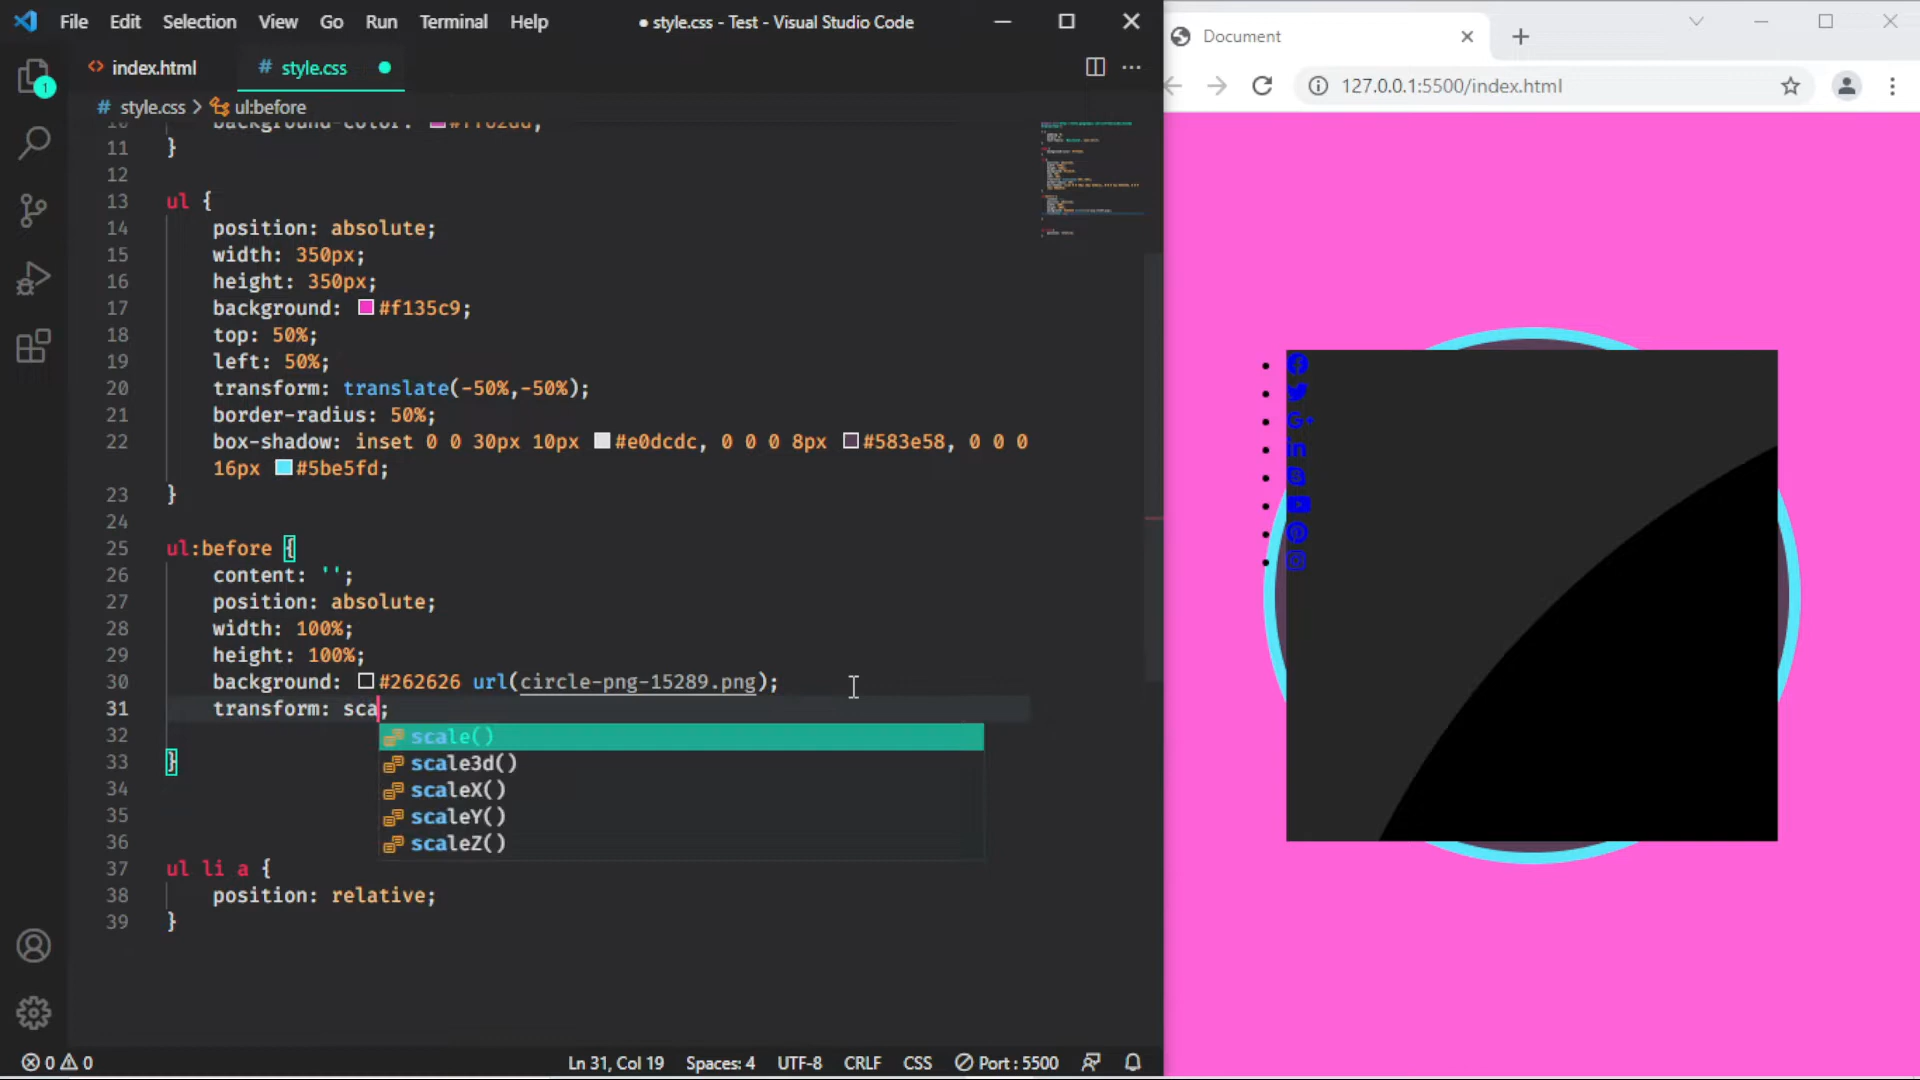 File Edit Selection View Go Run Terminal Help
● style.css - Test - Visual Studio Code
1
<> index.html
# style.css
# style.css > ul:before
11 }
12
13 ul {
14 position: absolute;
15 width: 350px;
16 height: 350px;
17 background: #f135c9;
18 top: 50%;
19 left: 50%;
20 transform: translate(-50%,-50%);
21 border-radius: 50%;
22 box-shadow: inset 0 0 30px 10px #e0dcdc, 0 0 0 8px #583e58, 0 0 0
16px #5be5fd;
23 }
24
25 ul:before {
26 content: '';
27 position: absolute;
28 width: 100%;
29 height: 100%;
30 background: #262626 url(circle-png-15289.png);
31 transform: sca;
32
33 }
34
35
36
37 ul li a {
38 position: relative;
39 }
scale()
scale3d()
scaleX()
scaleY()
scaleZ()
0 0
Ln 31, Col 19 Spaces: 4 UTF-8 CRLF CSS Port : 5500
Document
127.0.0.1:5500/index.html
G+
in